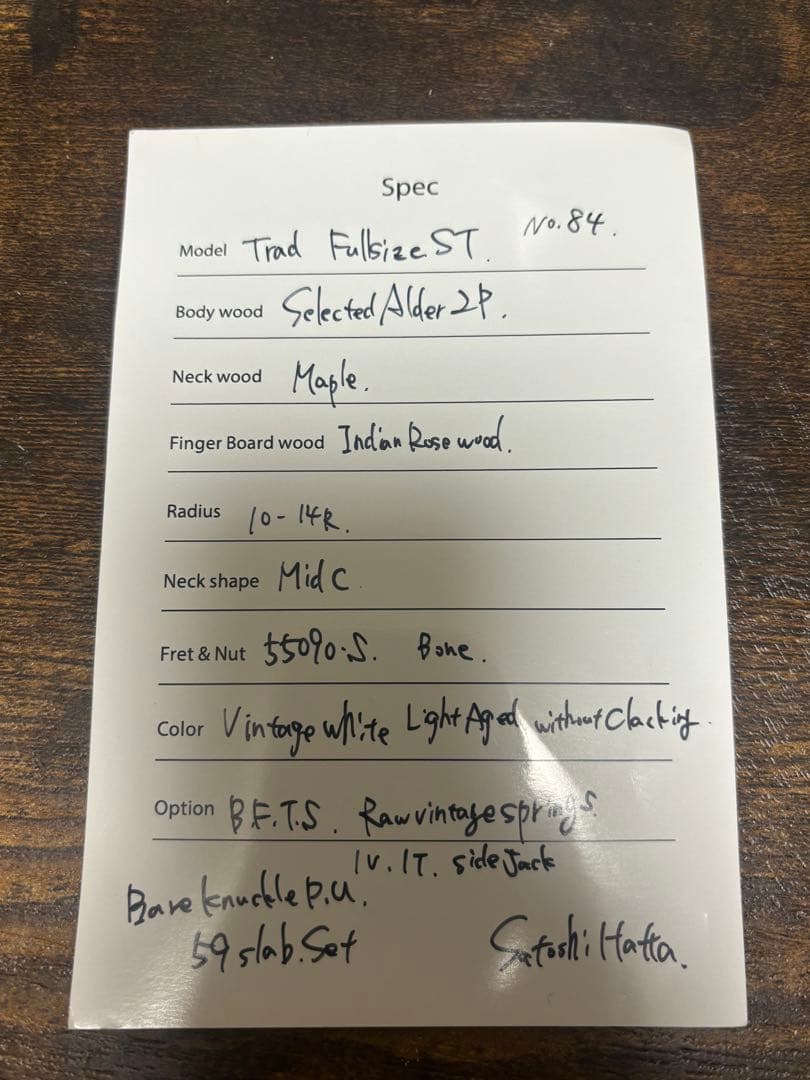 Spec
Model Trad Fullsize ST. No.84.
Body wood Selected Alder 2P.
Neck wood Maple.
Finger Board wood Indian Rose wood.
Radius 10-14R.
Neck shape Mid C
Fret & Nut 55090.S. Bone.
Color Vintage white Light Aged without Clacking.
Option B.F.T.S. Raw vintage springs.
1V.1T. side Jack
Bare knuckle P.U.
59 slab. Set
Satoshi Hatta.